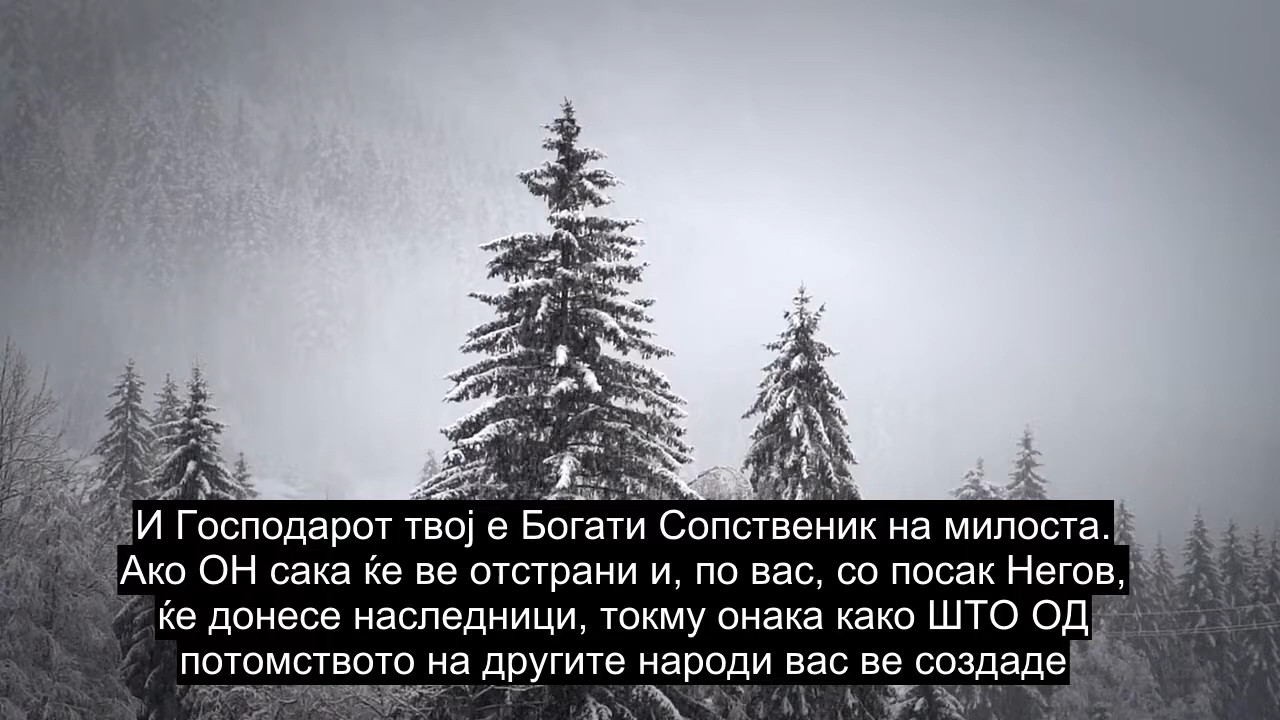 И Господарот твој е Богати Сопственик на милоста.
Ако ОН сака ќе ве отстрани и, по вас, со посак Негов,
ќе донесе наследници, токму онака како ШТО ОД
потомството на другите народи вас ве создаде